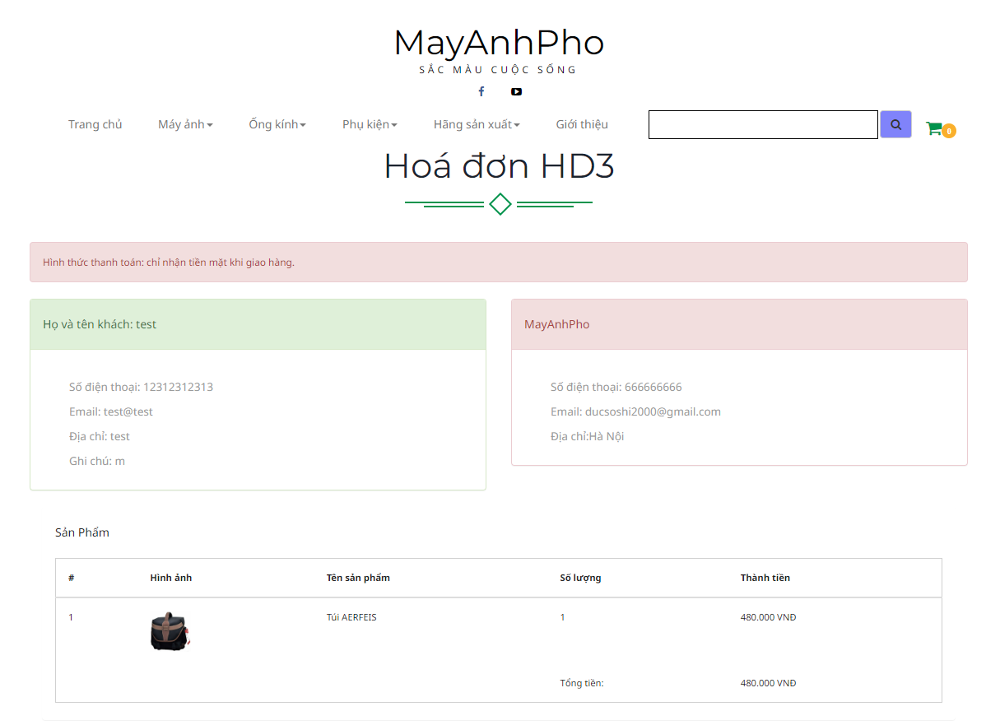 MayAnhPho
SẮC MÀU CUỘC SỐNG
Trang chủ Máy ảnh Ống kính Phụ kiện Hãng sản xuất Giới thiệu 0
Hoá đơn HD3
Hình thức thanh toán: chỉ nhận tiền mặt khi giao hàng.
Họ và tên khách: test
Số điện thoại: 12312312313
Email: test@test
Địa chỉ: test
Ghi chú: m
MayAnhPho
Số điện thoại: 666666666
Email: ducsoshi2000@gmail.com
Địa chỉ:Hà Nội
Sản Phẩm
# Hình ảnh Tên sản phẩm Số lượng Thành tiền
1 Túi AERFEIS 1 480.000 VNĐ
Tổng tiền: 480.000 VNĐ